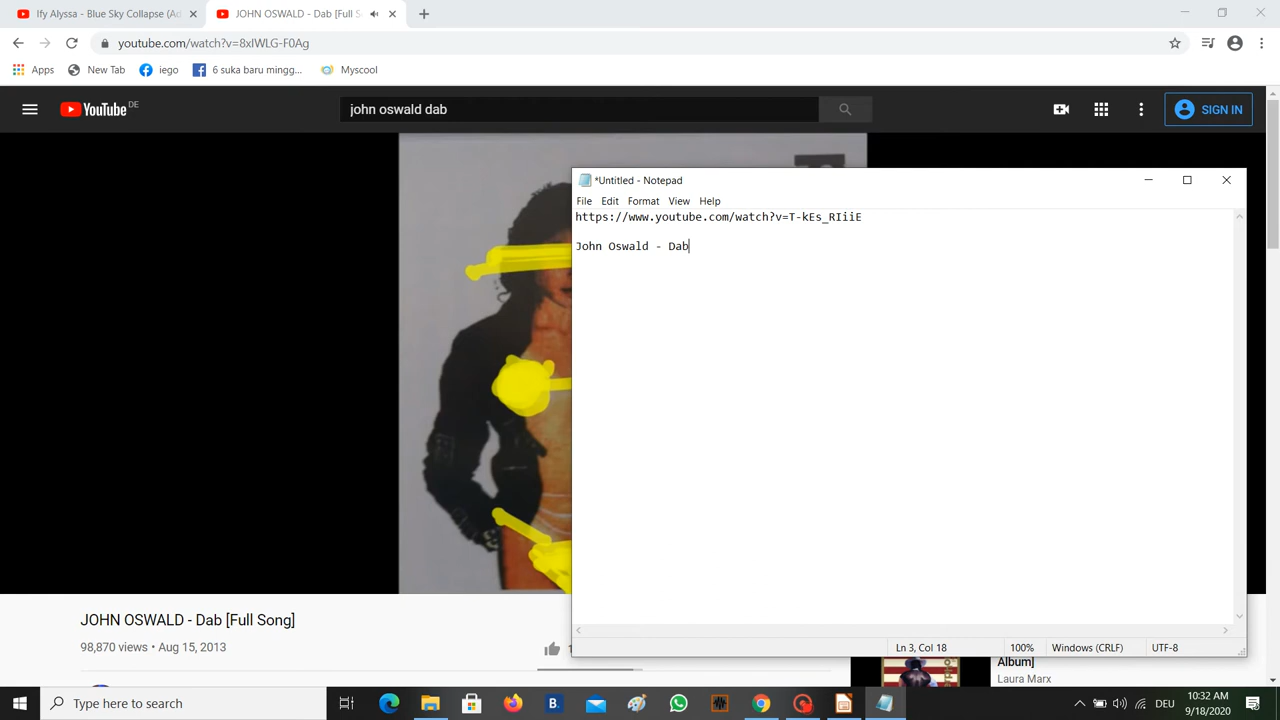 Ify Alyssa - Blue Sky Collapse (Ad
JOHN OSWALD - Dab [Full S
youtube.com/watch?v=8xlWLG-F0Ag
Apps
New Tab
iego
6 suka baru mingg...
Myscool
YouTube DE
john oswald dab
SIGN IN
*Untitled - Notepad
File Edit Format View Help
https://www.youtube.com/watch?v=T-kEs_RIiiE
John Oswald - Dab
Ln 3, Col 18
100%
Windows (CRLF)
UTF-8
JOHN OSWALD - Dab [Full Song]
98,870 views • Aug 15, 2013
Album]
Laura Marx
Type here to search
DEU
10:32 AM
9/18/2020